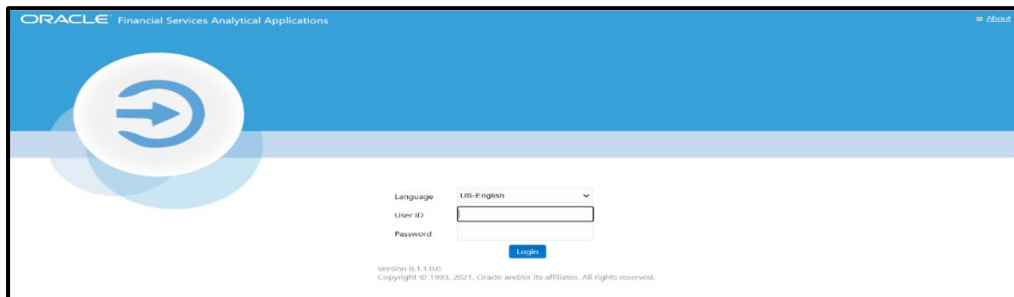 ORACLE Financial Services Analytical Applications
About
Language US-English
User ID
Password
Login
Version 8.1.1.0.0
Copyright © 1993, 2021, Oracle and/or its affiliates. All rights reserved.